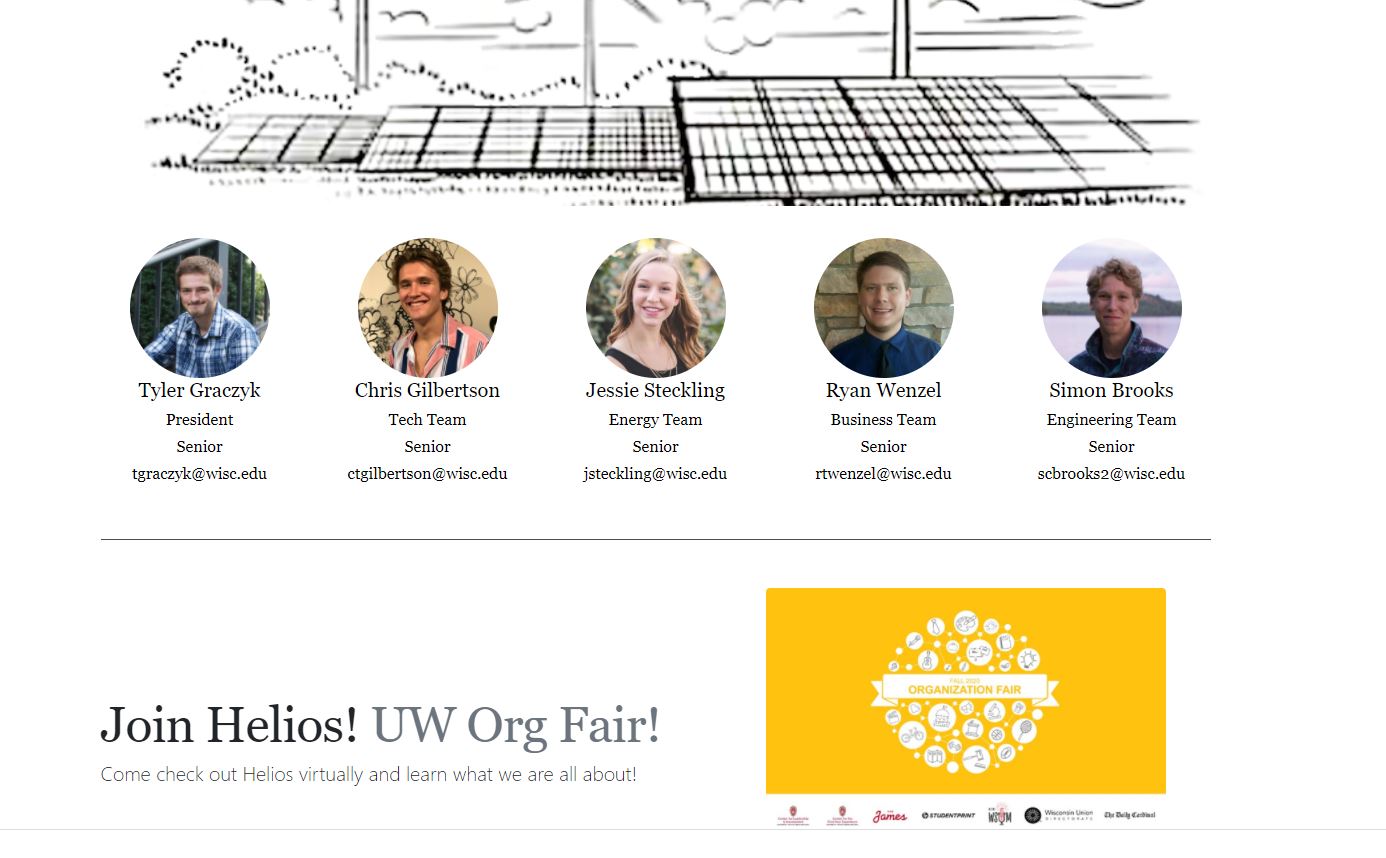 Tyler Graczyk
President
Senior
tgraczyk@wisc.edu
Chris Gilbertson
Tech Team
Senior
ctgilbertson@wisc.edu
Jessie Steckling
Energy Team
Senior
jsteckling@wisc.edu
Ryan Wenzel
Business Team
Senior
rtwenzel@wisc.edu
Simon Brooks
Engineering Team
Senior
scbrooks2@wisc.edu
Join Helios! UW Org Fair!
Come check out Helios virtually and learn what we are all about!
FALL 2020
ORGANIZATION FAIR
James
STUDENTPRINT
WSUM
Wisconsin Union
DIRECTORATE
The Daily Cardinal